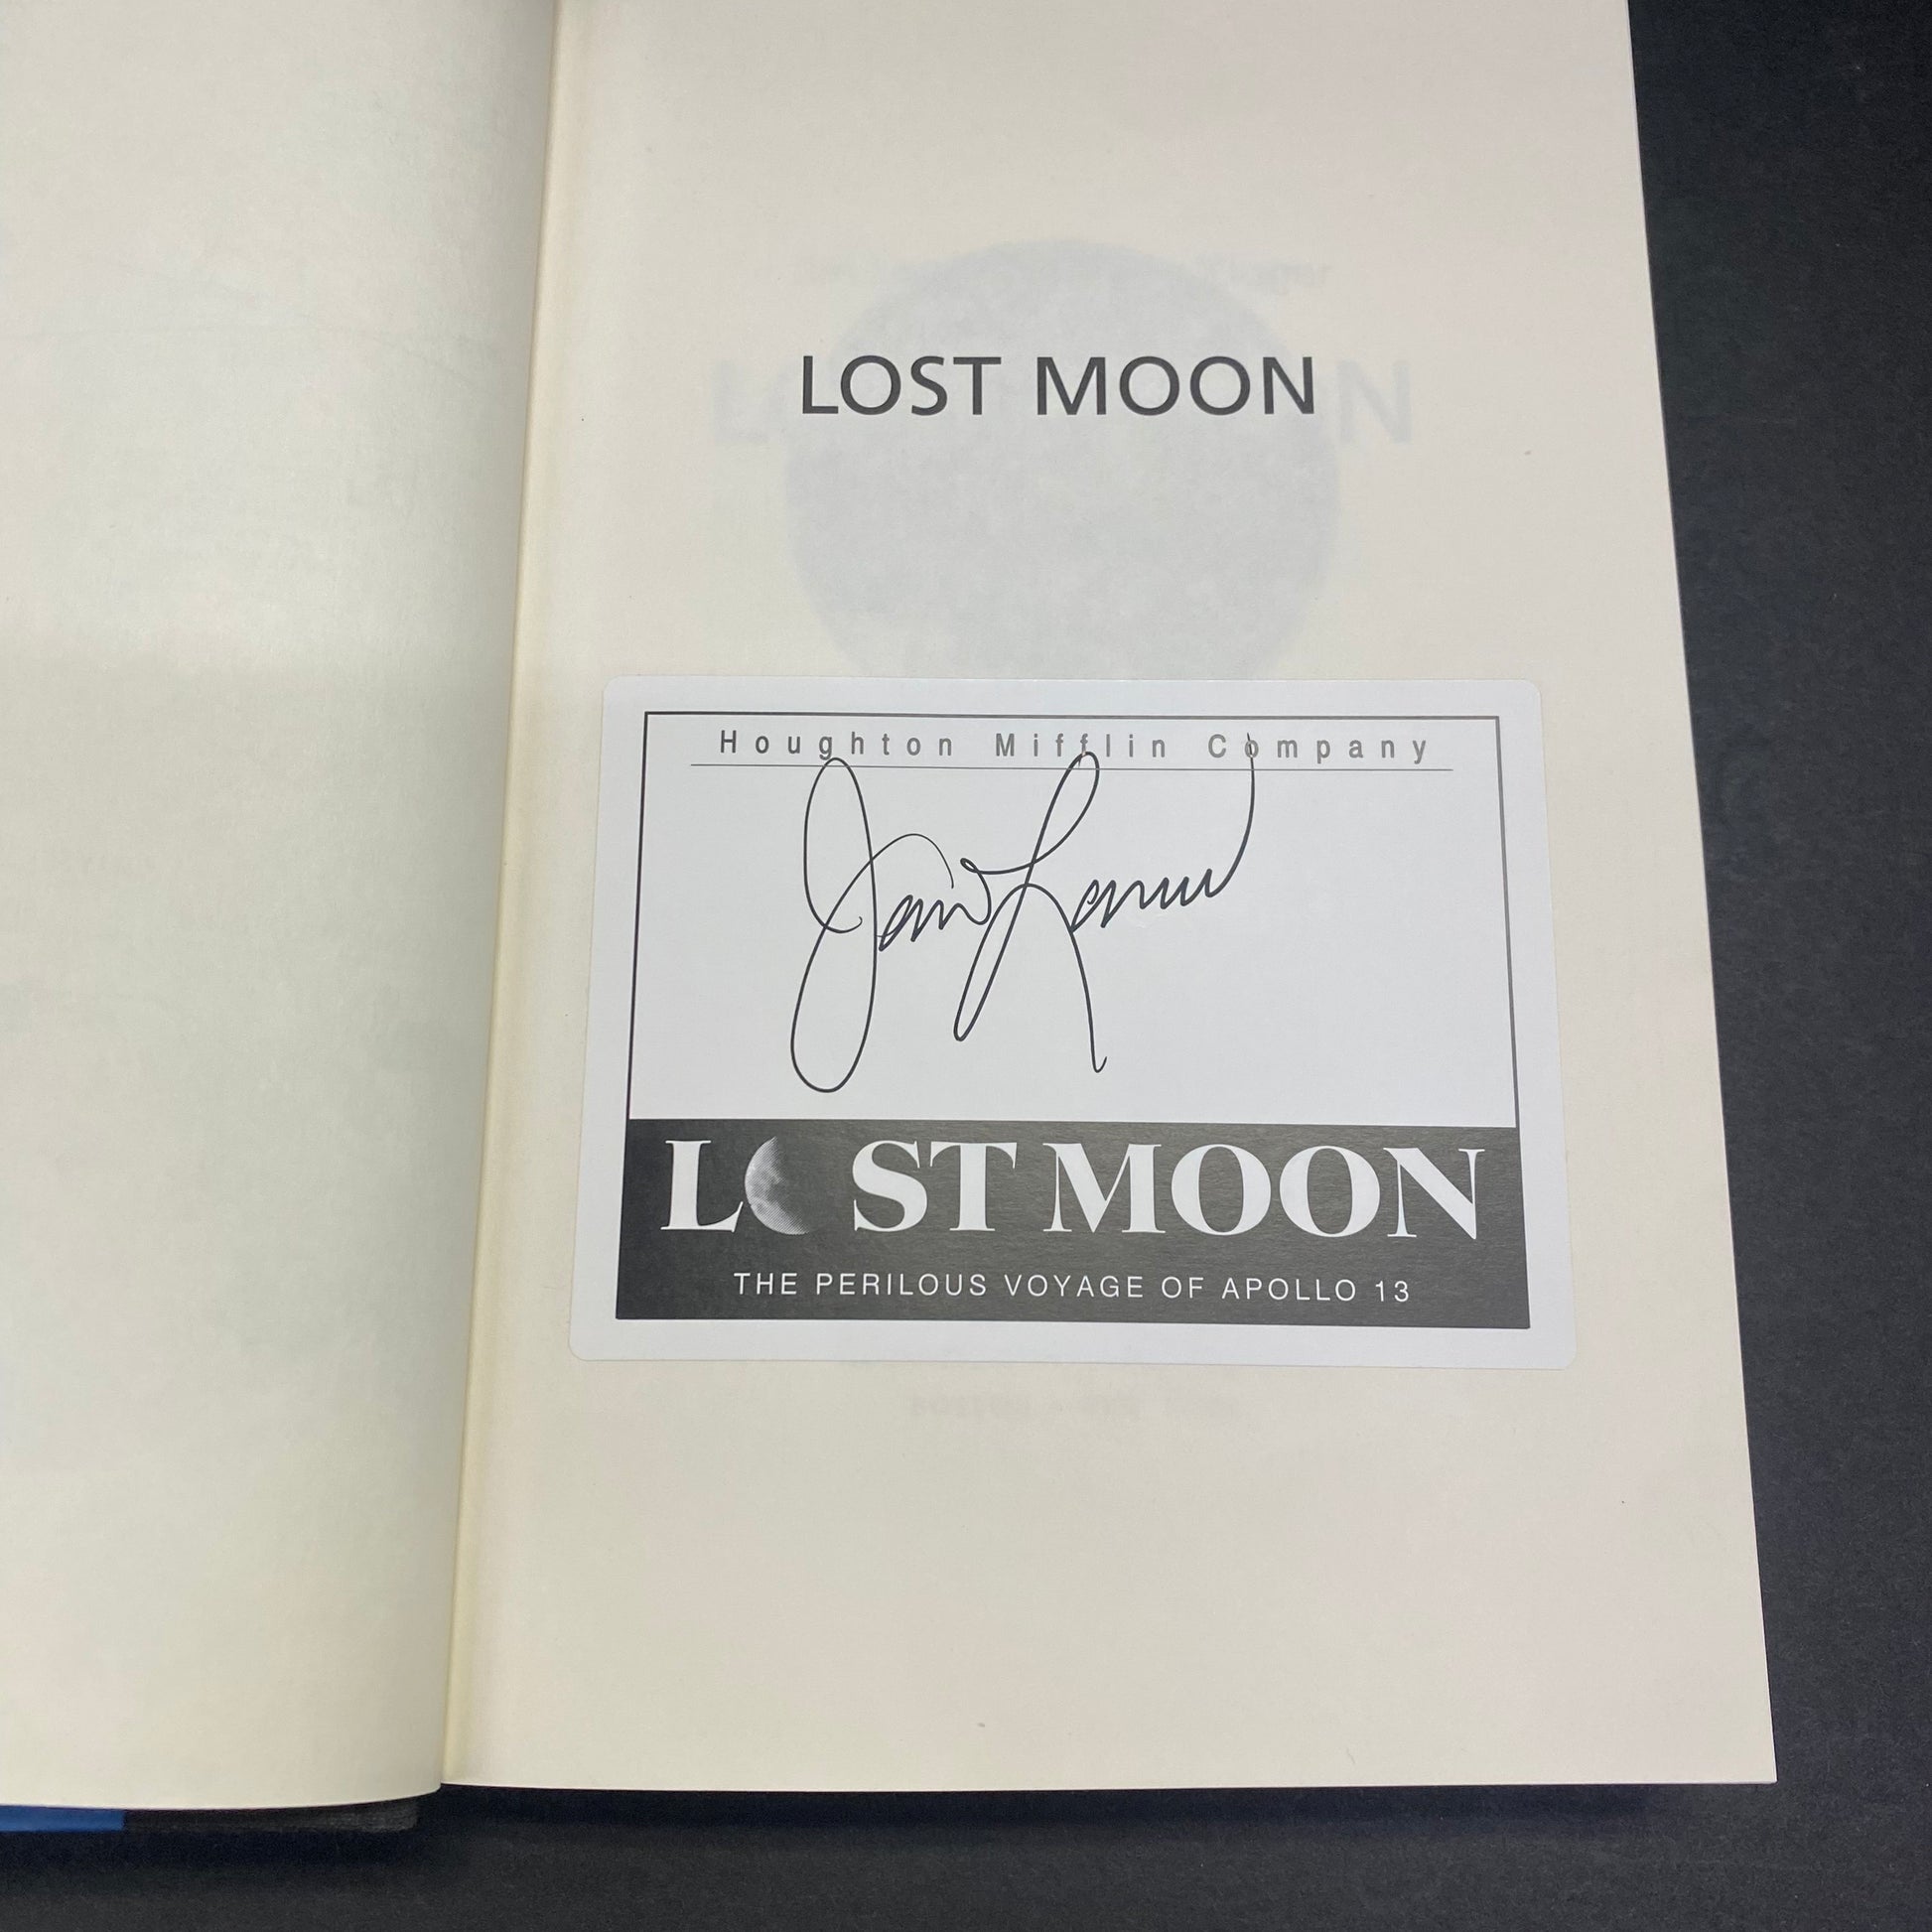 LOST MOON
Houghton Mifflin Company
LOST MOON
THE PERILOUS VOYAGE OF APOLLO 13